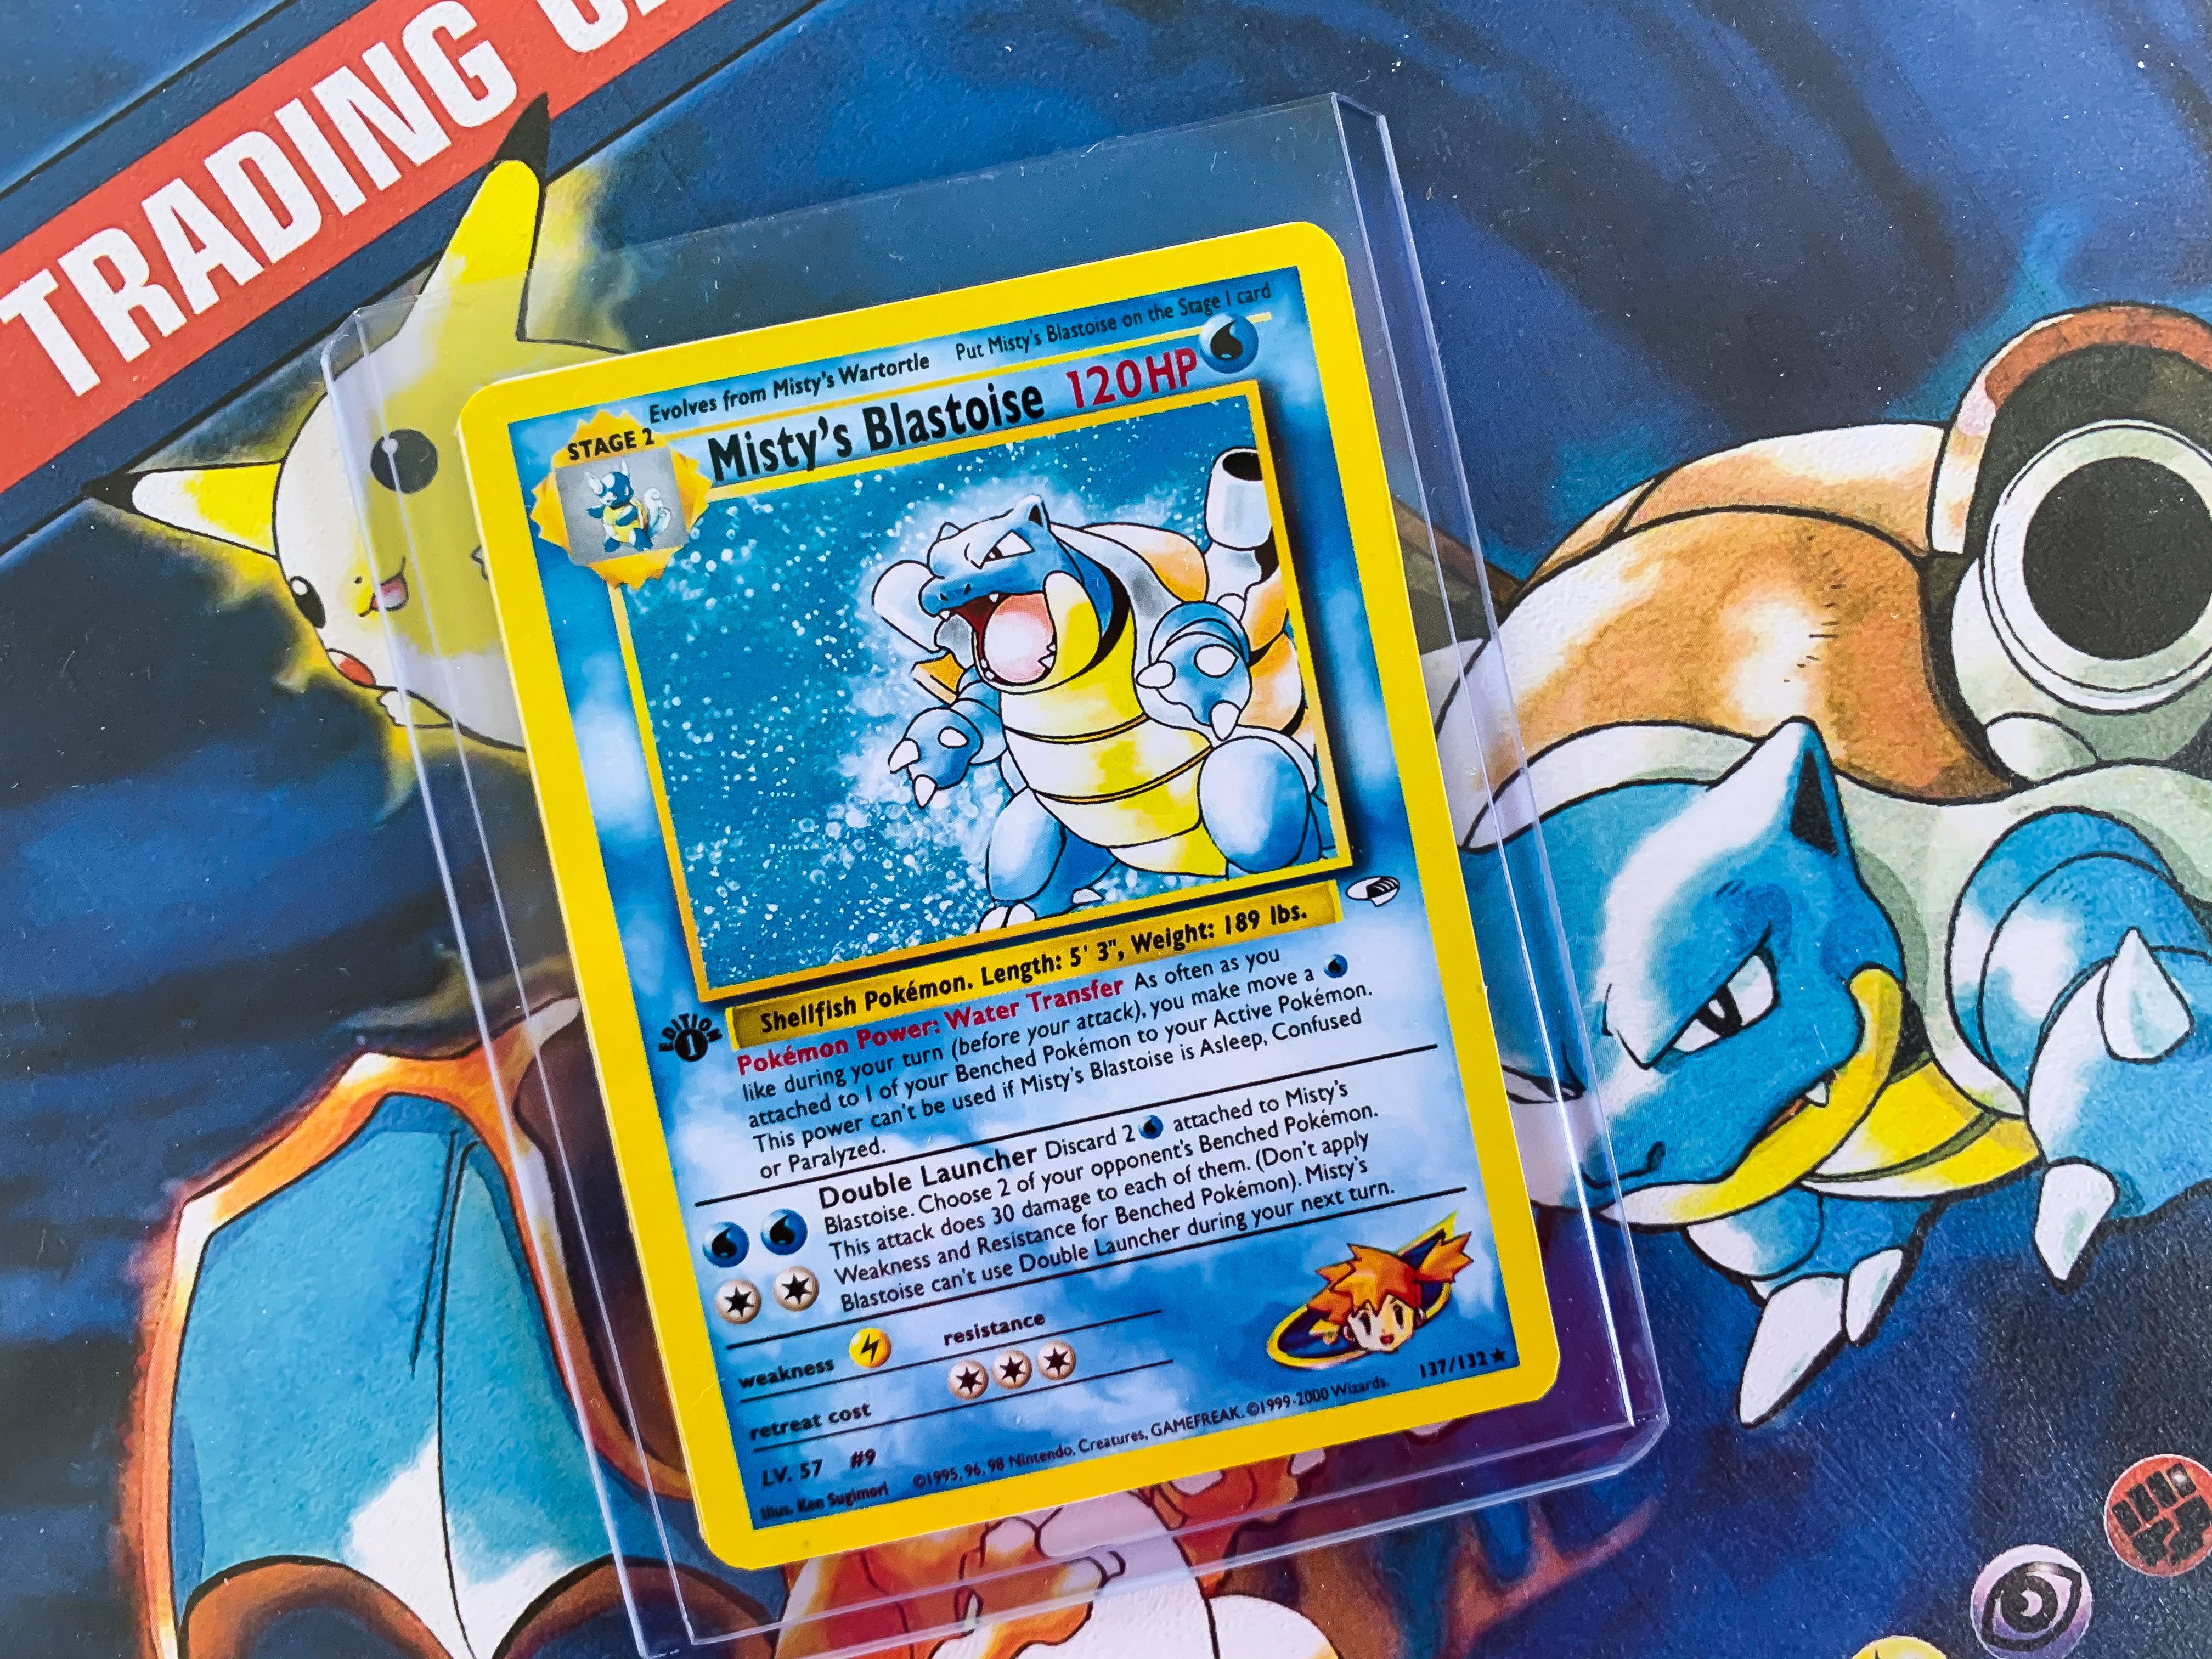 TRADING
Evolves from Misty's Wartortle Put Misty's Blastoise on the Stage 1 card
STAGE 2
Misty's Blastoise 120 HP
Shellfish Pokémon. Length: 5' 3", Weight: 189 lbs.
EDITION
1
Pokémon Power: Water Transfer As often as you
like during your turn (before your attack), you make move a
attached to 1 of your Benched Pokémon to your Active Pokémon.
This power can't be used if Misty's Blastoise is Asleep, Confused
or Paralyzed.
Double Launcher Discard 2 attached to Misty's
Blastoise. Choose 2 of your opponent's Benched Pokémon.
This attack does 30 damage to each of them. (Don't apply
Weakness and Resistance for Benched Pokémon). Misty's
Blastoise can't use Double Launcher during your next turn.
weakness resistance
retreat cost
LV. 57 #9
137/132
Illus. Ken Sugimori ©1995, 96, 98 Nintendo, Creatures, GAMEFREAK. ©1999-2000 Wizards.